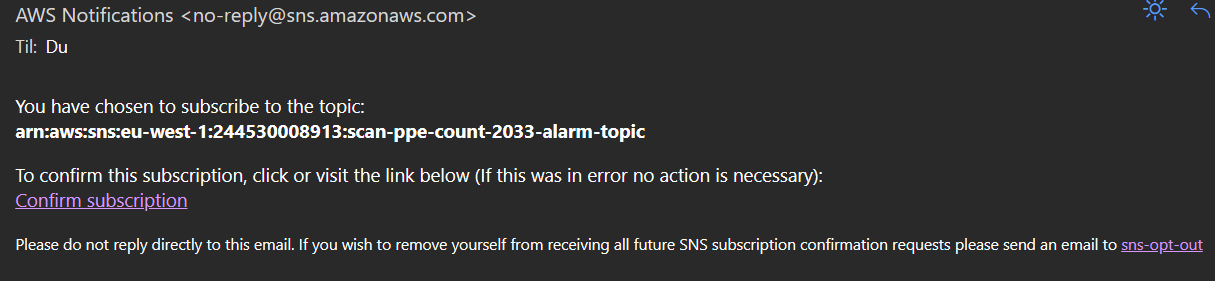 AWS Notifications <no-reply@sns.amazonaws.com>
Til: Du
You have chosen to subscribe to the topic:
arn:aws:sns:eu-west-1:244530008913:scan-ppe-count-2033-alarm-topic
To confirm this subscription, click or visit the link below (If this was in error no action is necessary):
Confirm subscription
Please do not reply directly to this email. If you wish to remove yourself from receiving all future SNS subscription confirmation requests please send an email to sns-opt-out